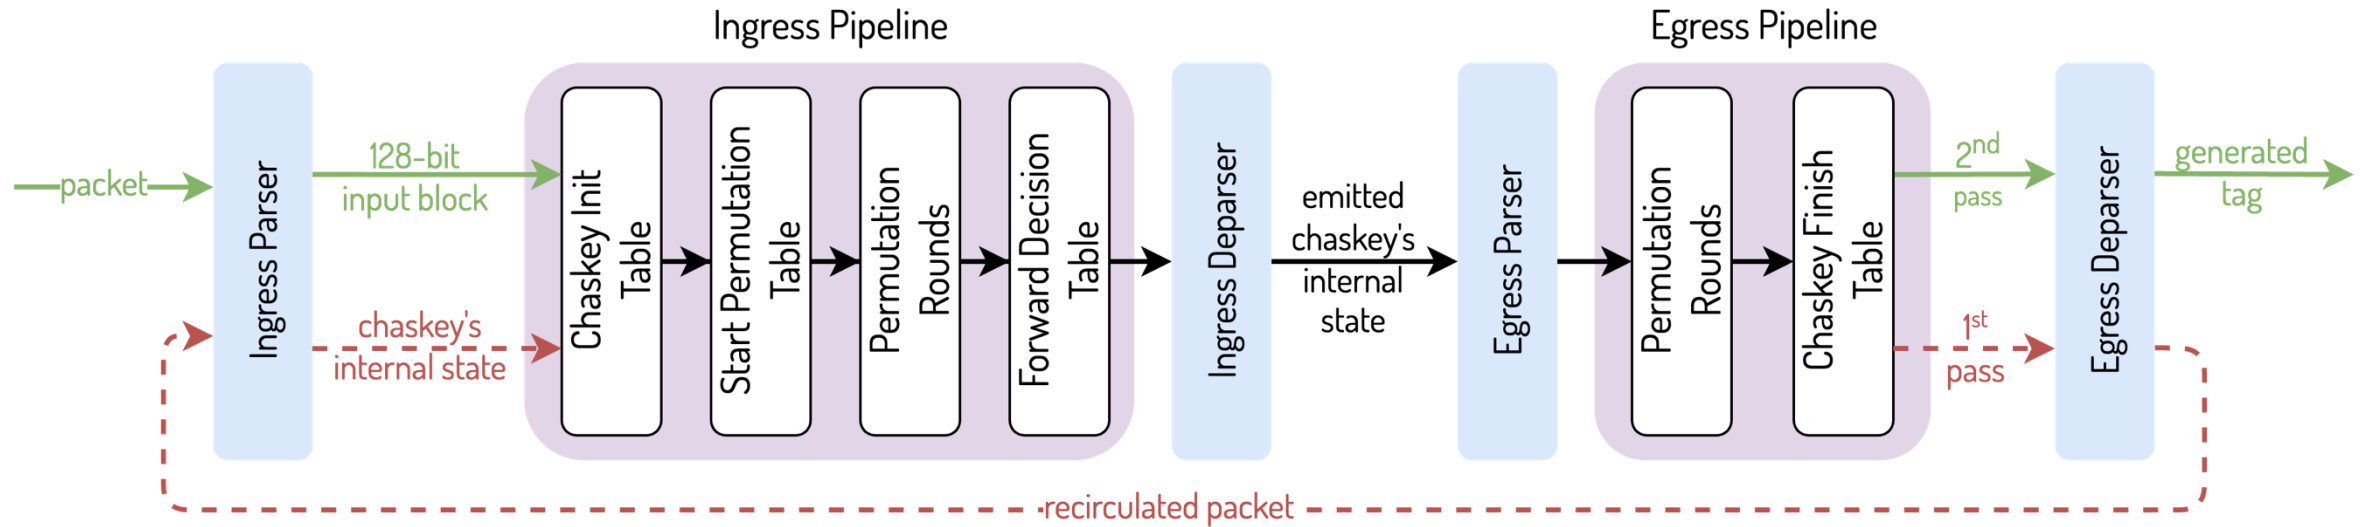 Ingress Pipeline
Egress Pipeline
packet
Ingress Parser
128-bit
input block
chaskey's
internal state
Chaskey Init
Table
Start Permutation
Table
Permutation
Rounds
Forward Decision
Table
Ingress Deparser
emitted
chaskey's
internal
state
Egress Parser
Permutation
Rounds
Chaskey Finish
Table
2nd
pass
1st
pass
Egress Deparser
generated
tag
recirculated packet